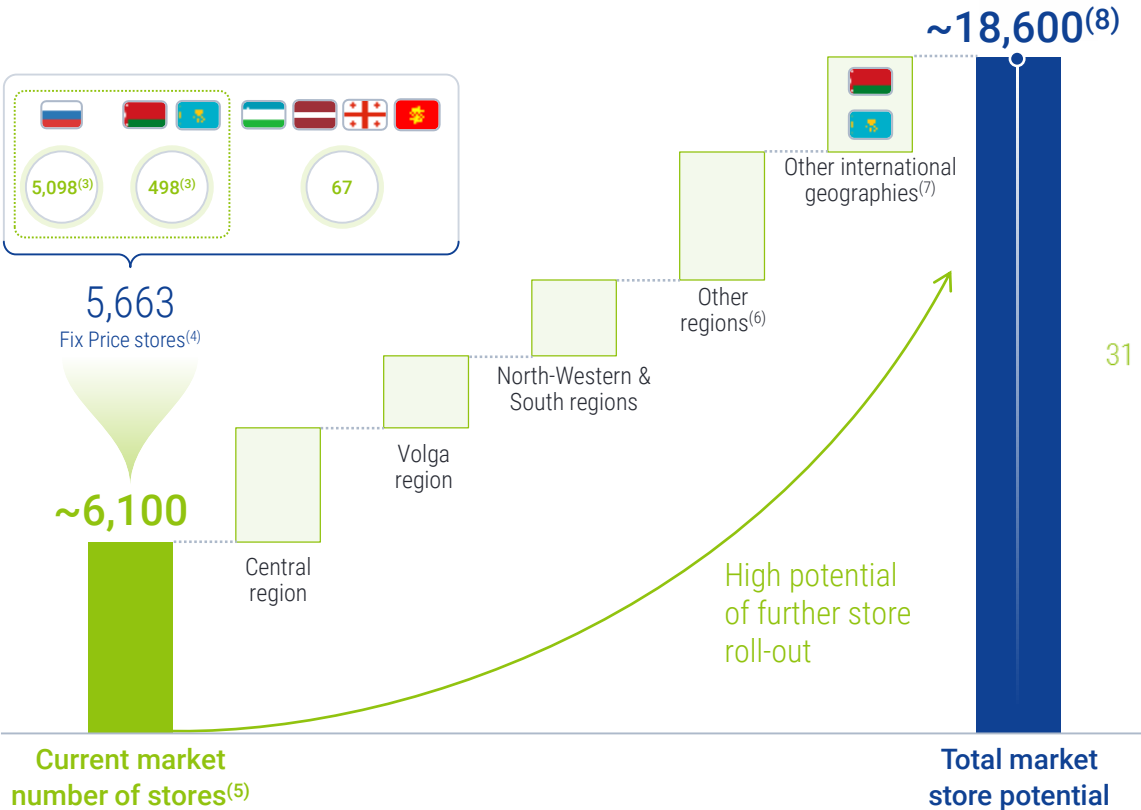 ~18,600(8)
5,098(3)
498(3)
67
5,663
Fix Price stores(4)
~6,100
Central
region
Volga
region
North-Western &
South regions
Other
regions(6)
Other international
geographies(7)
High potential
of further store
roll-out
31
Current market
number of stores(5)
Total market
store potential